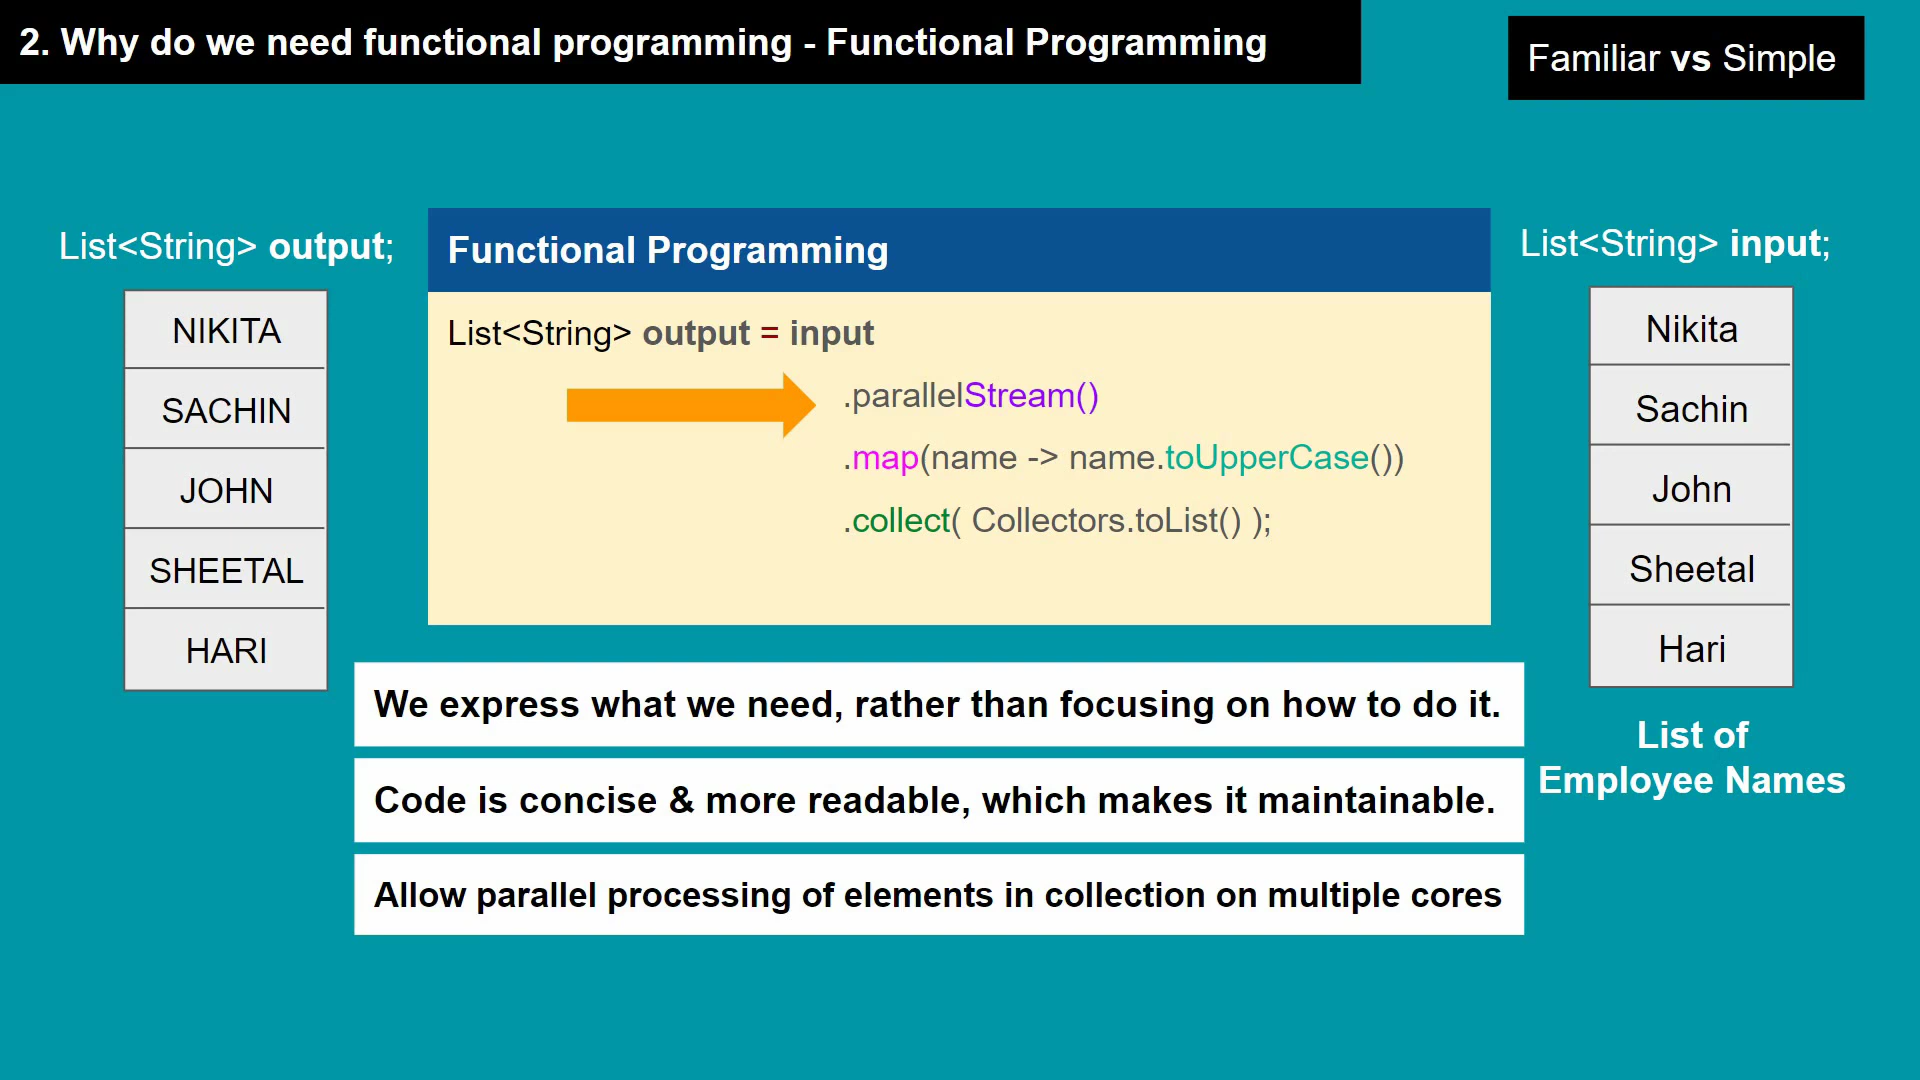 2. Why do we need functional programming - Functional Programming
Familiar vs Simple
List<String> output;
NIKITA
SACHIN
JOHN
SHEETAL
HARI
Functional Programming
List<String> output = input
.parallelStream()
.map(name -> name.toUpperCase())
.collect( Collectors.toList() );
List<String> input;
Nikita
Sachin
John
Sheetal
Hari
List of
Employee Names
We express what we need, rather than focusing on how to do it.
Code is concise & more readable, which makes it maintainable.
Allow parallel processing of elements in collection on multiple cores